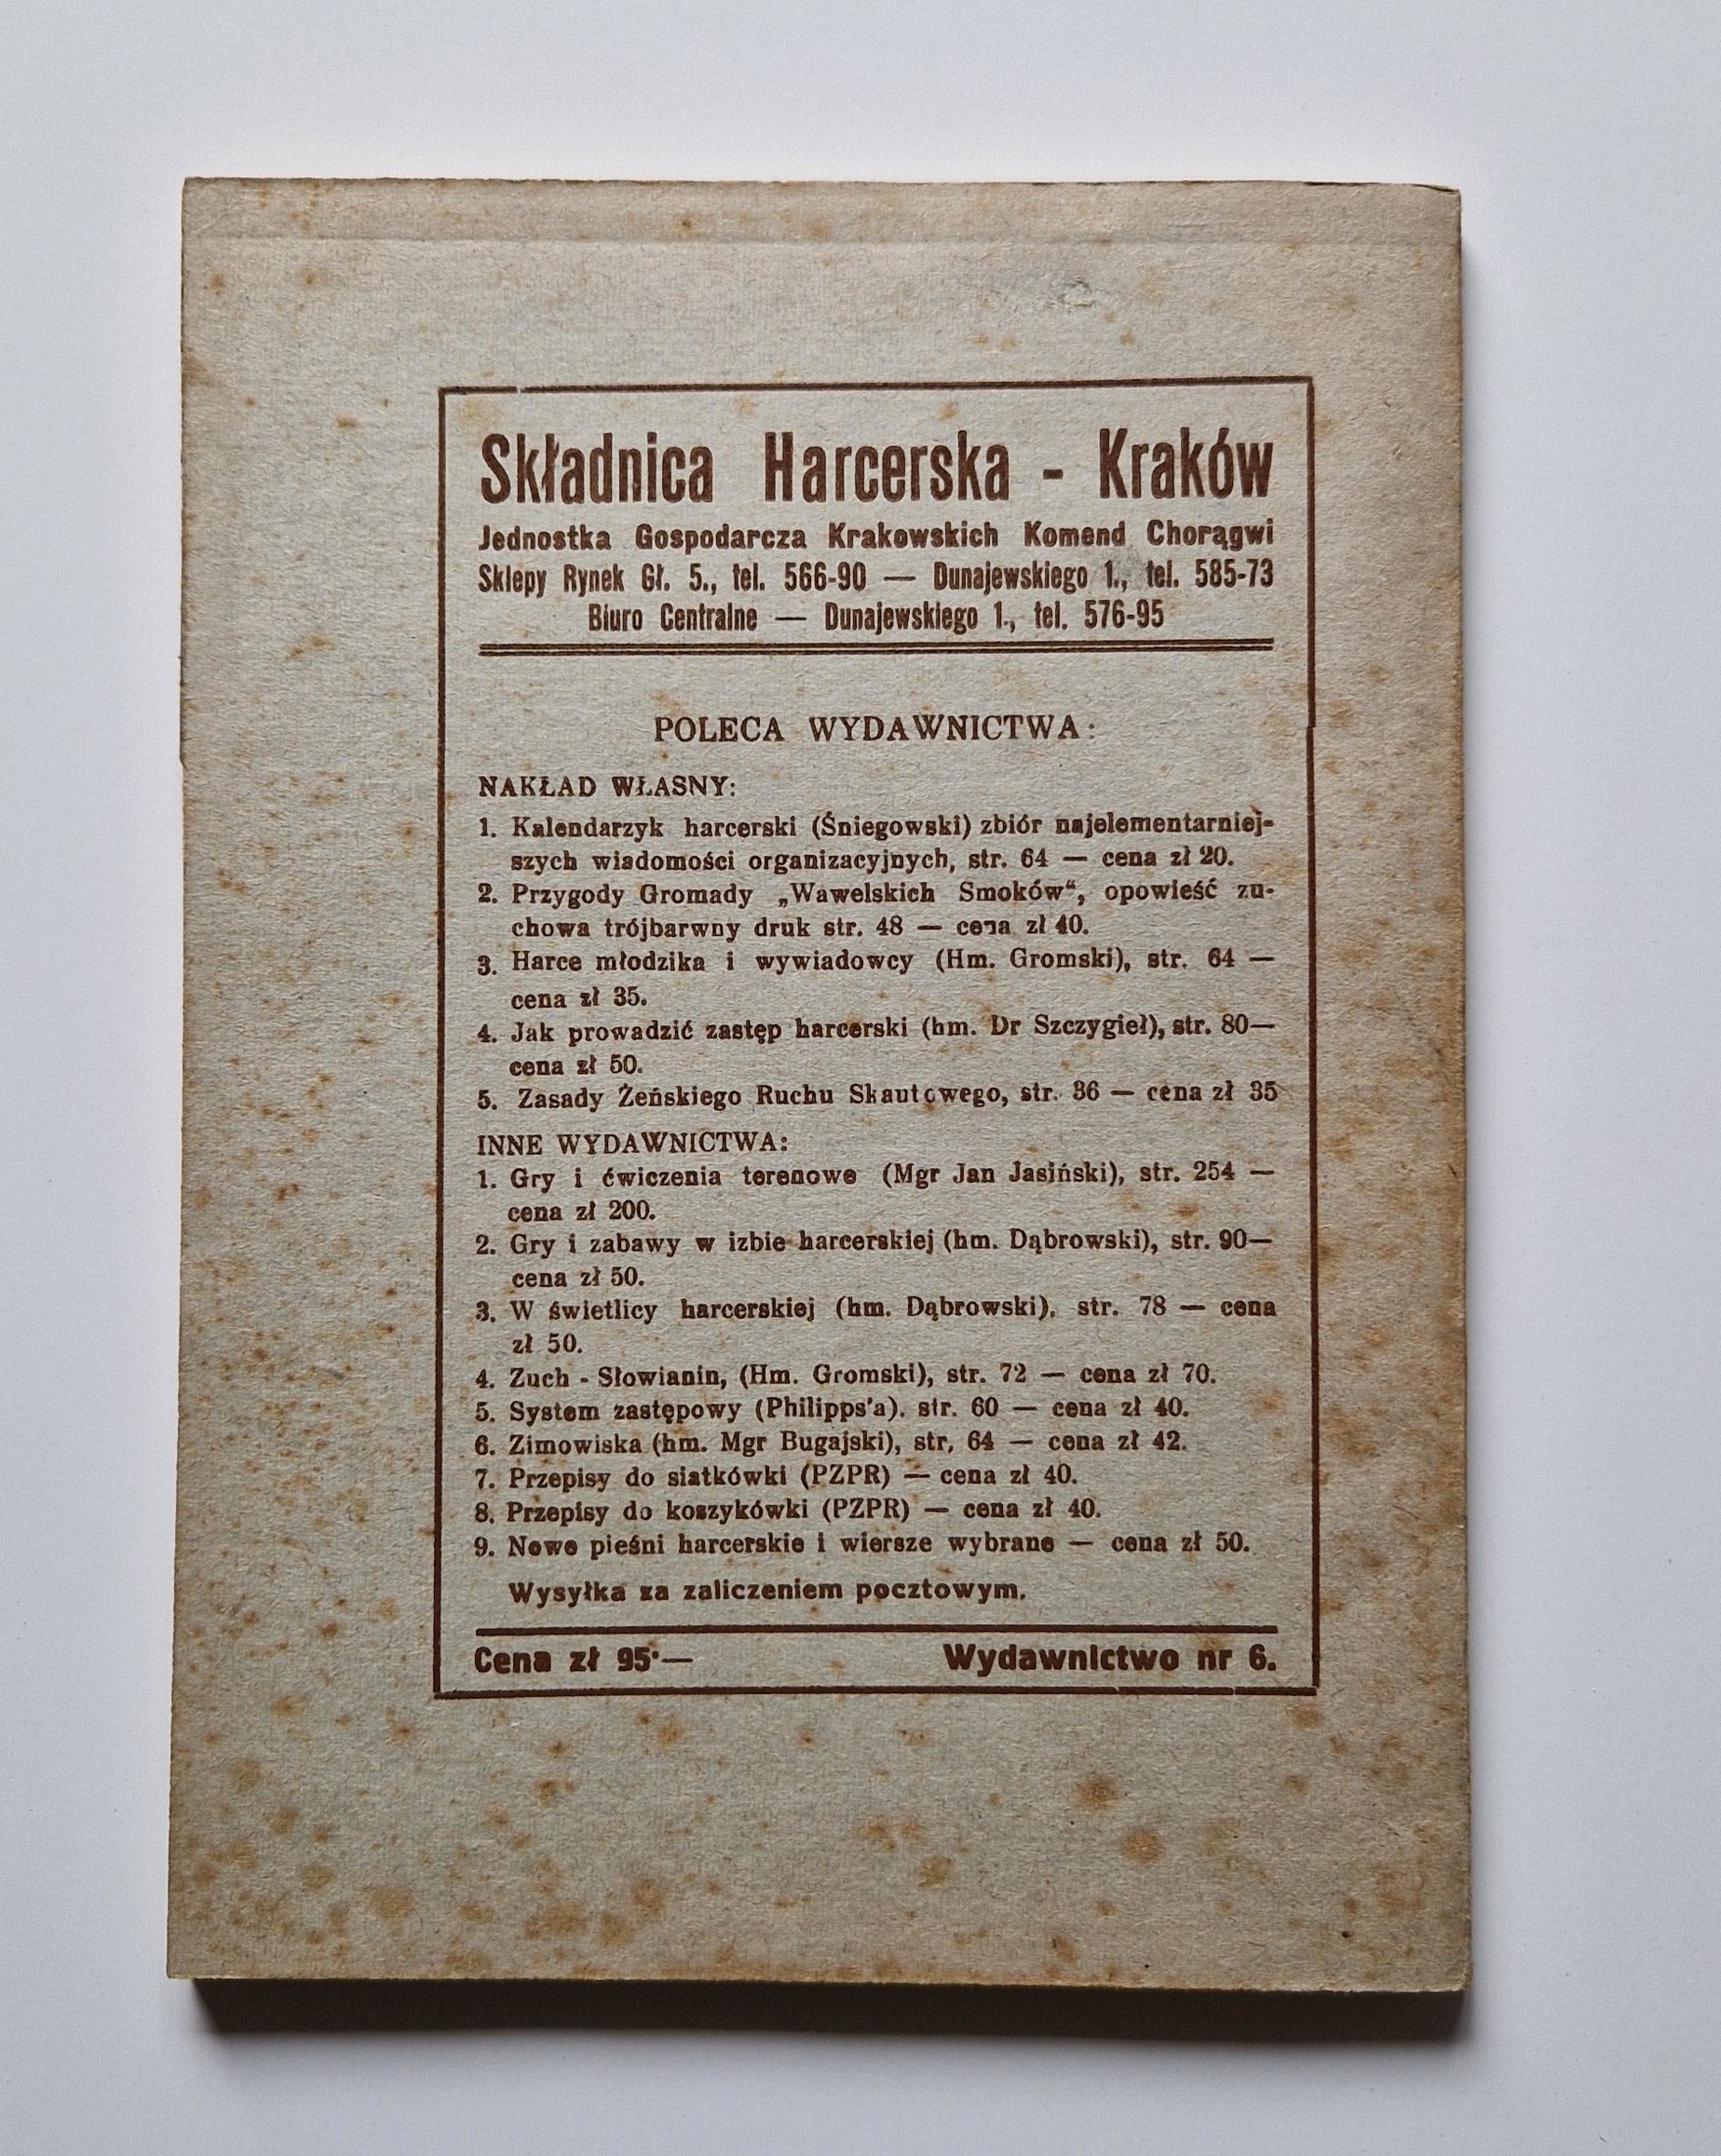 Składnica Harcerska - Kraków
Jednostka Gospodarcza Krakowskich Komend Chorągwi
Sklepy Rynek Gł. 5., tel. 566-90 — Dunajewskiego 1., tel. 585-73
Biuro Centralne — Dunajewskiego 1., tel. 576-95
POLECA WYDAWNICTWA:
NAKŁAD WŁASNY:
1. Kalendarzyk harcerski (Śniegowski) zbiór najelementarniej-
szych wiadomości organizacyjnych, str. 64 — cena zł 20.
2. Przygody Gromady „Wawelskich Smoków“, opowieść zu-
chowa trójbarwny druk str. 48 — cena zł 40.
3. Harce młodzika i wywiadowcy (Hm. Gromski), str. 64 —
cena zł 35.
4. Jak prowadzić zastęp harcerski (hm. Dr Szczygieł), str. 80—
cena zł 50.
5. Zasady Żeńskiego Ruchu Skautowego, str. 36 — cena zł 35
INNE WYDAWNICTWA:
1. Gry i ćwiczenia terenowe (Mgr Jan Jasiński), str. 254 —
cena zł 200.
2. Gry i zabawy w izbie harcerskiej (hm. Dąbrowski), str. 90—
cena zł 50.
3. W świetlicy harcerskiej (hm. Dąbrowski), str. 78 — cena
zł 50.
4. Zuch - Słowianin, (Hm. Gromski), str. 72 — cena zł 70.
5. System zastępowy (Philipps'a). str. 60 — cena zł 40.
6. Zimowiska (hm. Mgr Bugajski), str, 64 — cena zł 42.
7. Przepisy do siatkówki (PZPR) — cena zł 40.
8. Przepisy do koszykówki (PZPR) — cena zł 40.
9. Nowe pieśni harcerskie i wiersze wybrane — cena zł 50.
Wysyłka za zaliczeniem pocztowym.
Cena zł 95·— Wydawnictwo nr 6.